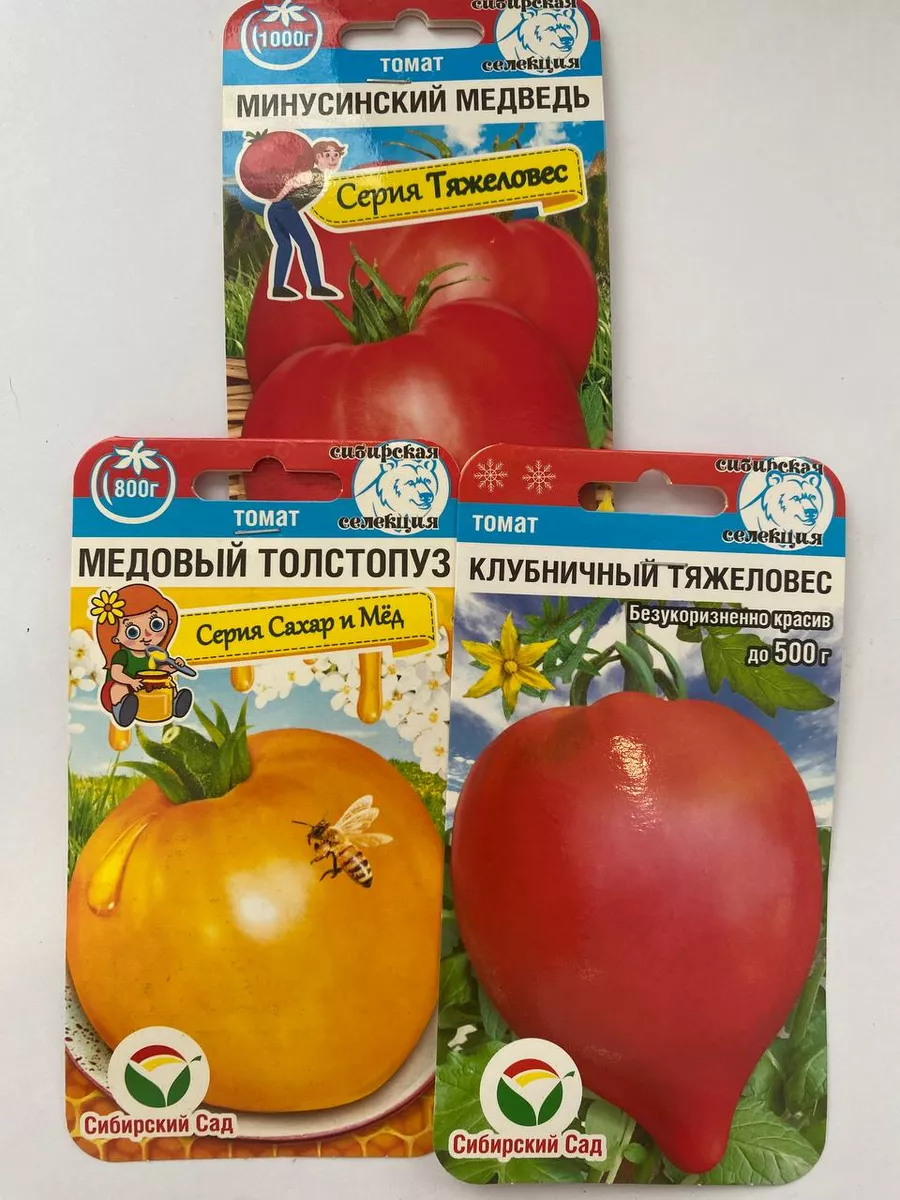 1000г
сибирская
селекция
томат
МИНУСИНСКИЙ МЕДВЕДЬ
Серия Тяжеловес
800г
сибирская
селекция
томат
МЕДОВЫЙ ТОЛСТОПУЗ
Серия Сахар и Мёд
Сибирский Сад
сибирская
селекция
томат
КЛУБНИЧНЫЙ ТЯЖЕЛОВЕС
Безукоризненно красив
до 500 г
Сибирский Сад